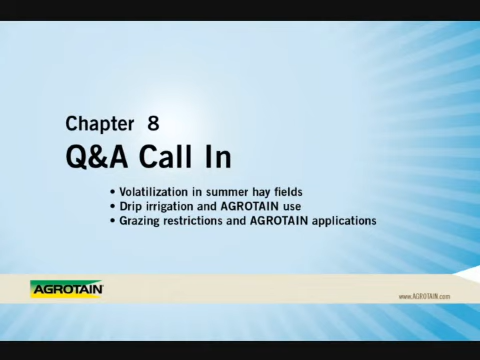 Chapter 8
Q&A Call In
• Volatilization in summer hay fields
• Drip irrigation and AGROTAIN use
• Grazing restrictions and AGROTAIN applications
AGROTAIN
www.AGROTAIN.com